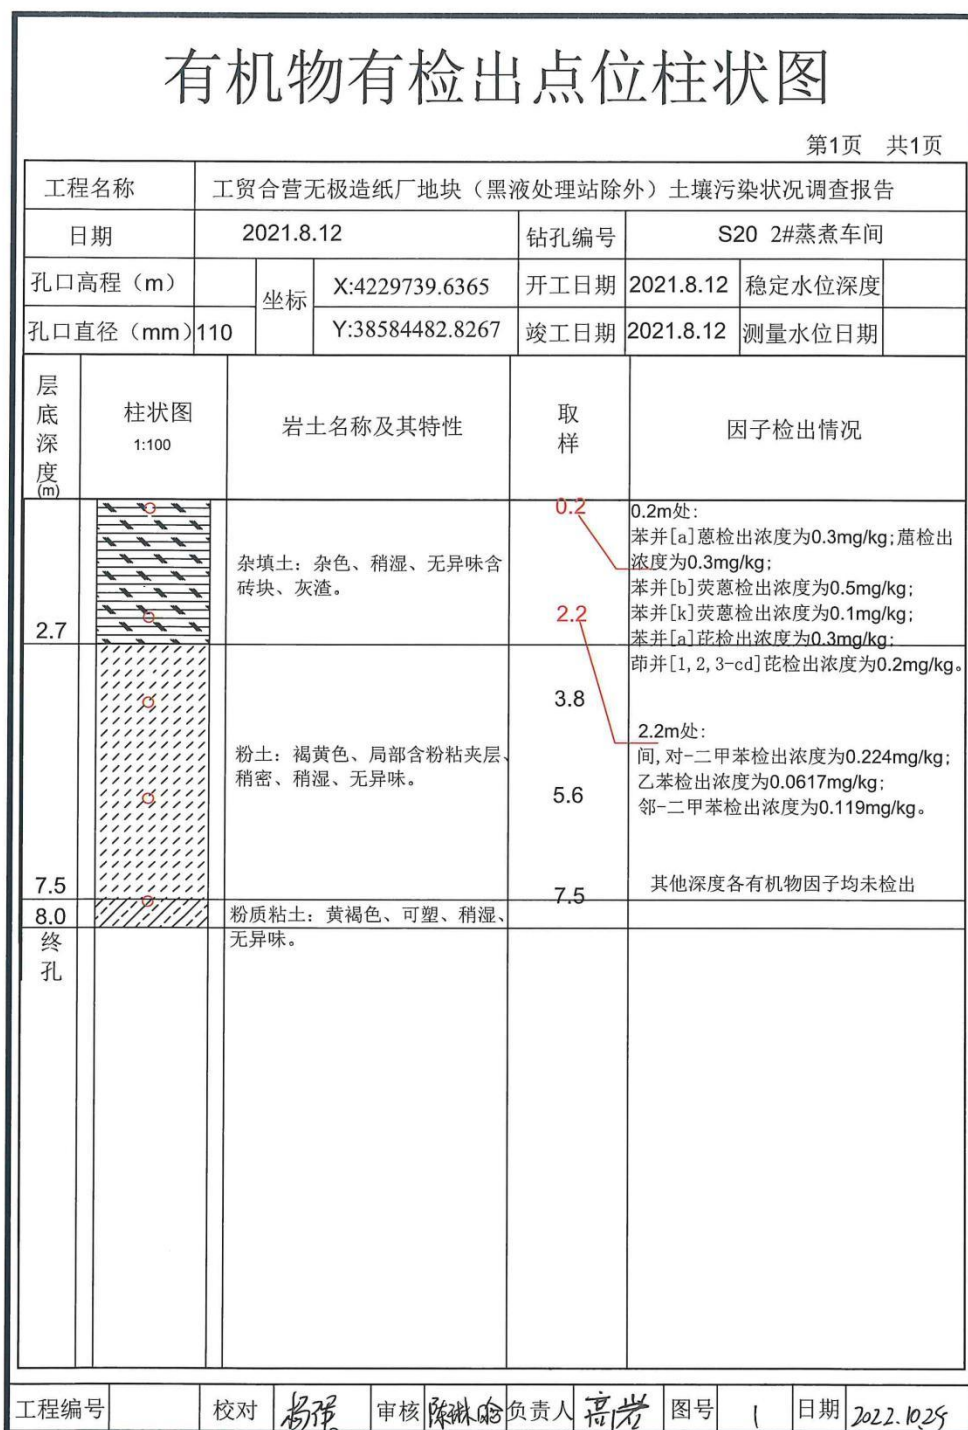 有机物有检出点位柱状图
第1页 共1页
工程名称 工贸合营无极造纸厂地块（黑液处理站除外）土壤污染状况调查报告
日期 2021.8.12 钻孔编号 S20 2#蒸煮车间
孔口高程（m） 坐标 X:4229739.6365 开工日期 2021.8.12 稳定水位深度
孔口直径（mm） 110 Y:38584482.8267 竣工日期 2021.8.12 测量水位日期
层底深度(m) 柱状图 1:100 岩土名称及其特性 取样 因子检出情况
2.7
杂填土：杂色、稍湿、无异味含
砖块、灰渣。
0.2
2.2
0.2m处：
苯并[a]蒽检出浓度为0.3mg/kg；䓛检出
浓度为0.3mg/kg；
苯并[b]荧蒽检出浓度为0.5mg/kg；
苯并[k]荧蒽检出浓度为0.1mg/kg；
苯并[a]芘检出浓度为0.3mg/kg；
茚并[1,2,3-cd]芘检出浓度为0.2mg/kg。
7.5
粉土：褐黄色、局部含粉粘夹层、
稍密、稍湿、无异味。
3.8
5.6
7.5
2.2m处：
间,对-二甲苯检出浓度为0.224mg/kg；
乙苯检出浓度为0.0617mg/kg；
邻-二甲苯检出浓度为0.119mg/kg。
其他深度各有机物因子均未检出
8.0
粉质粘土：黄褐色、可塑、稍湿、
无异味。
终孔
工程编号 校对 杨强 审核 负责人 高岩 图号 1 日期 2022.10.25